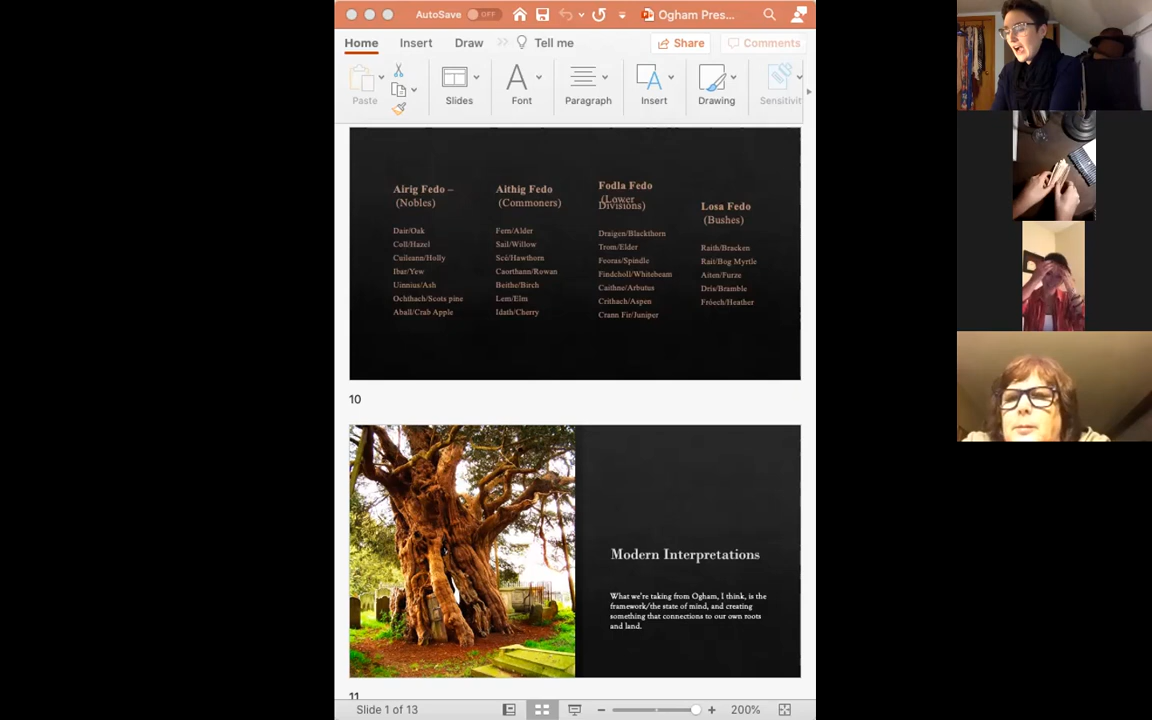 AutoSave OFF Ogham Pres...
Home Insert Draw Tell me Share Comments
Paste Slides Font Paragraph Insert Drawing Sensitivit
Airig Fedo –
(Nobles)
Dair/Oak
Coll/Hazel
Cuileann/Holly
Ibar/Yew
Uinnius/Ash
Ochthach/Scots pine
Aball/Crab Apple
Aithig Fedo
(Commoners)
Fern/Alder
Sail/Willow
Scé/Hawthorn
Caorthann/Rowan
Beithe/Birch
Lem/Elm
Idath/Cherry
Fodla Fedo
(Lower
Divisions)
Draigen/Blackthorn
Trom/Elder
Feoras/Spindle
Findcholl/Whitebeam
Caithne/Arbutus
Crithach/Aspen
Crann Fir/Juniper
Losa Fedo
(Bushes)
Raith/Bracken
Rait/Bog Myrtle
Aiten/Furze
Dris/Bramble
Fróech/Heather
10
Modern Interpretations
What we're taking from Ogham, I think, is the
framework/the state of mind, and creating
something that connections to our own roots
and land.
11
Slide 1 of 13 200%